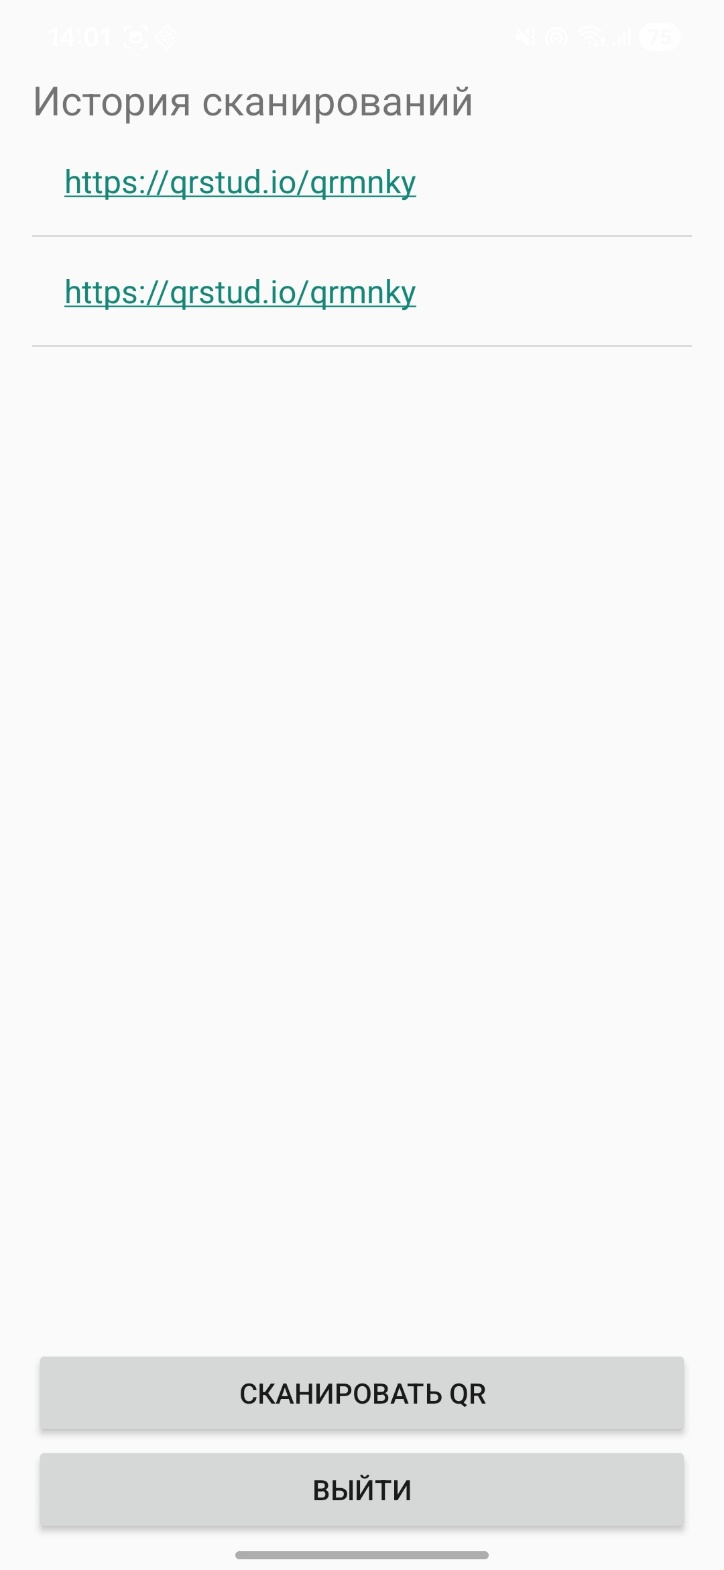 14:01
75
История сканирований
https://qrstud.io/qrmnky
https://qrstud.io/qrmnky
СКАНИРОВАТЬ QR
ВЫЙТИ